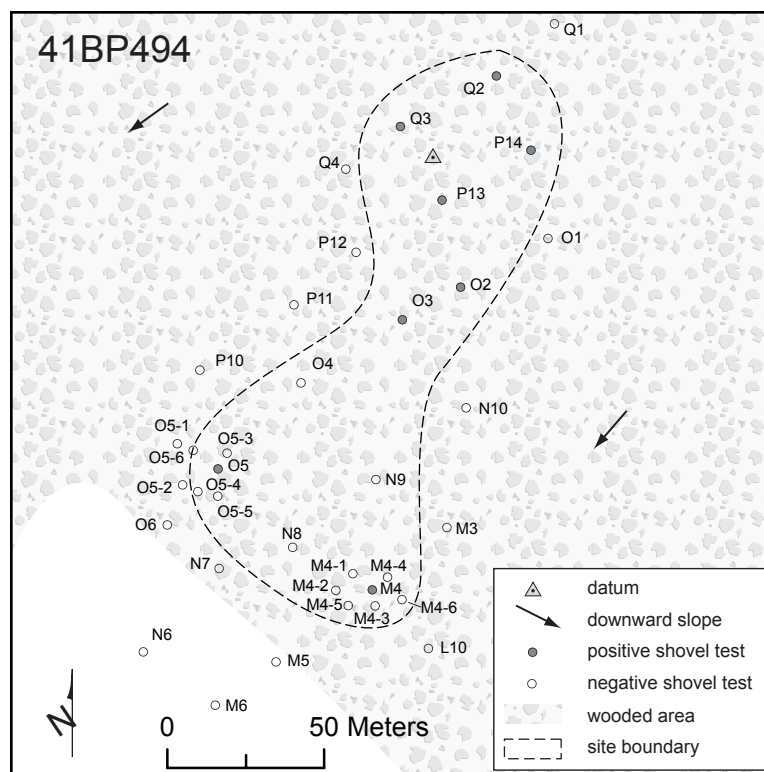 41BP494
Q1
Q2
Q3
P14
Q4
P13
O1
P12
O2
P11
O3
P10
O4
N10
O5-1
O5-3
O5-6
O5
N9
O5-2
O5-4
O5-5
O6
M3
N8
N7
M4-1
M4-4
M4-2
M4
M4-5
M4-3
M4-6
N6
L10
M5
M6
N
0
50 Meters
datum
downward slope
positive shovel test
negative shovel test
wooded area
site boundary